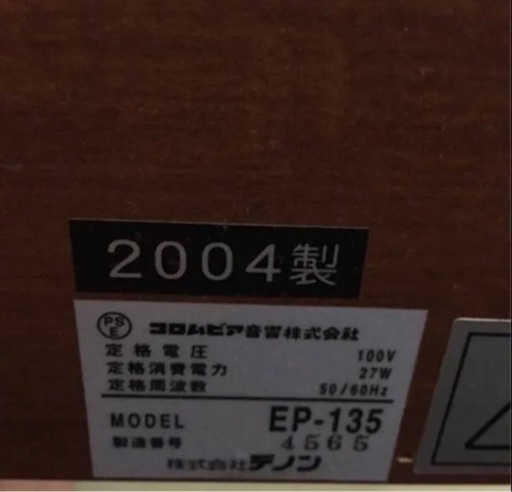 2004製
PS
E
コロムビア音響株式会社
定格電圧 100V
定格消費電力 27W
定格周波数 50/60Hz
MODEL EP-135
製造番号 4565
株式会社デノン